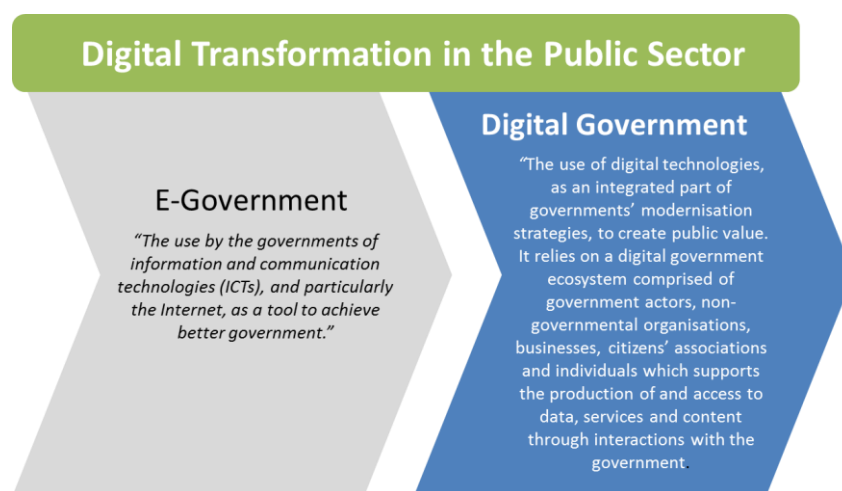 Digital Transformation in the Public Sector
E-Government
“The use by the governments of
information and communication
technologies (ICTs), and particularly
the Internet, as a tool to achieve
better government.”
Digital Government
“The use of digital technologies,
as an integrated part of
governments’ modernisation
strategies, to create public value.
It relies on a digital government
ecosystem comprised of
government actors, non-
governmental organisations,
businesses, citizens’ associations
and individuals which supports
the production of and access to
data, services and content
through interactions with the
government.